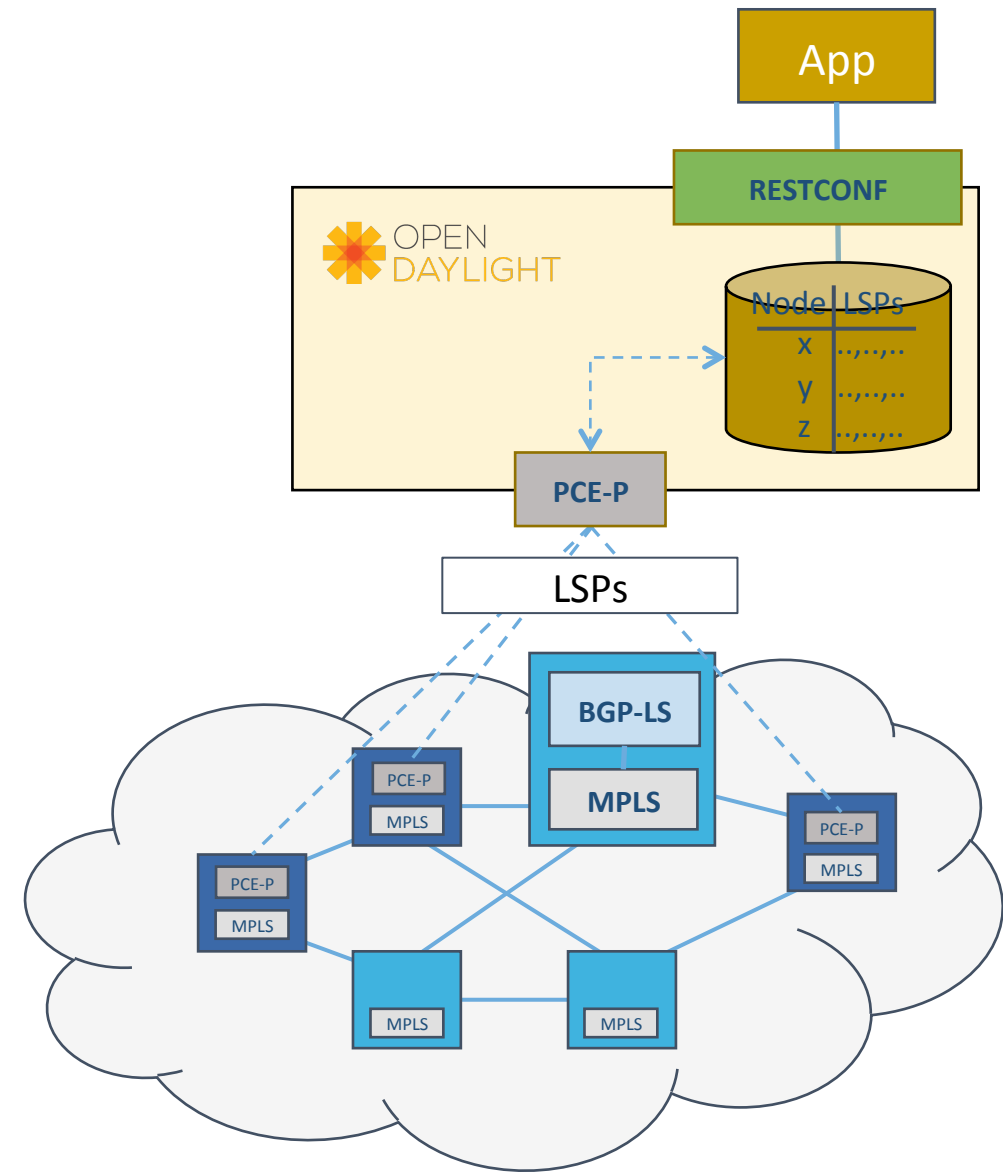 App
RESTCONF
OPEN
DAYLIGHT
Node LSPs
x ..,..,..
y ..,..,..
z ..,..,..
PCE-P
LSPs
BGP-LS
MPLS
PCE-P
MPLS
PCE-P
MPLS
PCE-P
MPLS
MPLS
MPLS